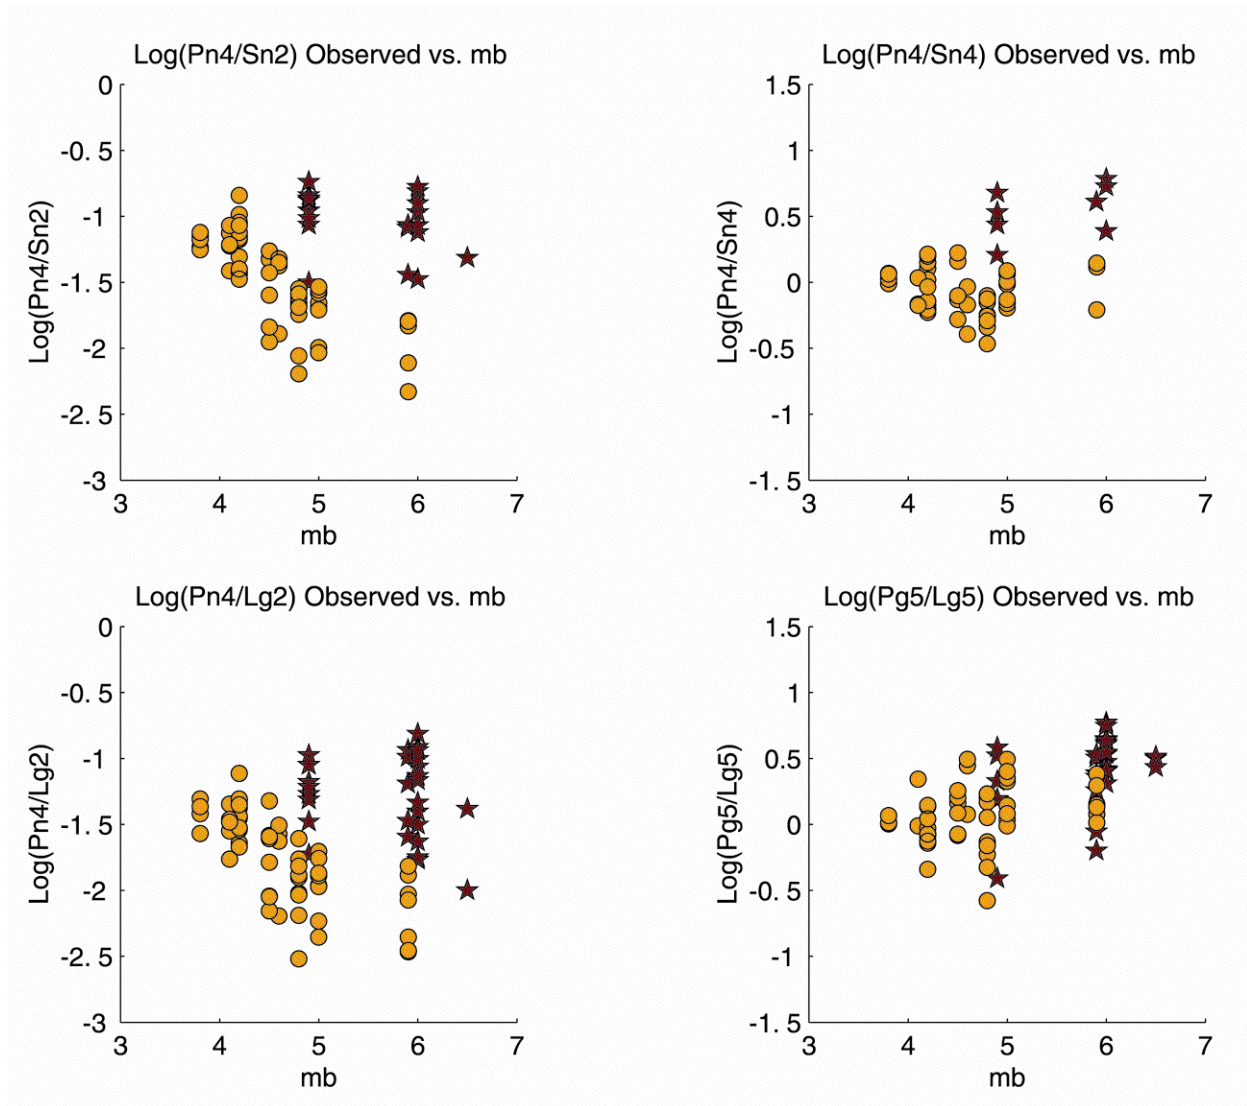 Log(Pn4/Sn2) Observed vs. mb
0
-0. 5
-1
-1. 5
-2
-2. 5
-3
3 4 5 6 7
mb
Log(Pn4/Sn2)
Log(Pn4/Sn4) Observed vs. mb
1.5
1
0.5
0
-0.5
-1
-1. 5
3 4 5 6 7
mb
Log(Pn4/Sn4)
Log(Pn4/Lg2) Observed vs. mb
0
-0. 5
-1
-1. 5
-2
-2. 5
-3
3 4 5 6 7
mb
Log(Pn4/Lg2)
Log(Pg5/Lg5) Observed vs. mb
1.5
1
0.5
0
-0.5
-1
-1. 5
3 4 5 6 7
mb
Log(Pg5/Lg5)